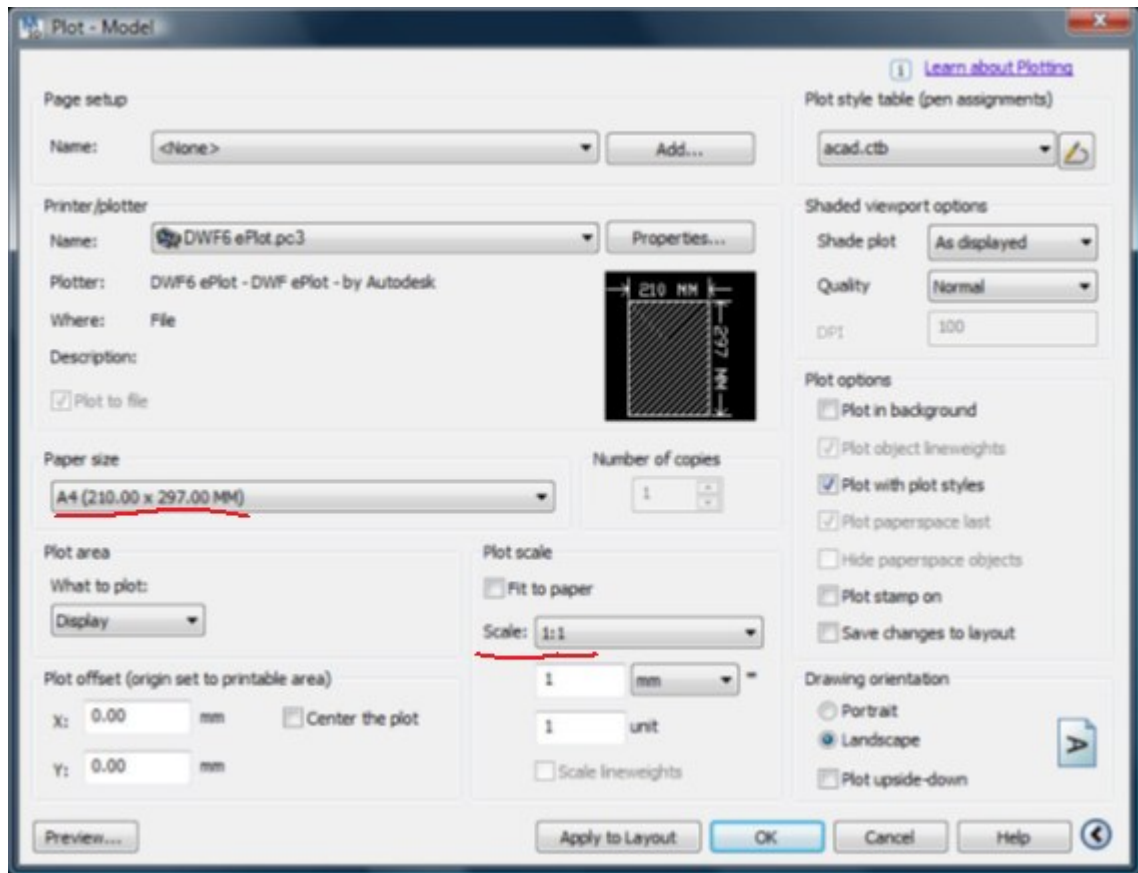 Plot - Model
Learn about Plotting
Page setup
Name: <None> Add...
Plot style table (pen assignments)
acad.ctb
Printer/plotter
Name: DWF6 ePlot.pc3 Properties...
Plotter: DWF6 ePlot - DWF ePlot - by Autodesk
Where: File
Description:
Plot to file
210 MM
297 MM
Shaded viewport options
Shade plot As displayed
Quality Normal
DPI 100
Paper size
A4 (210.00 x 297.00 MM)
Number of copies
1
Plot options
Plot in background
Plot object lineweights
Plot with plot styles
Plot paperspace last
Hide paperspace objects
Plot stamp on
Save changes to layout
Plot area
What to plot:
Display
Plot scale
Fit to paper
Scale: 1:1
1 mm =
1 unit
Scale lineweights
Plot offset (origin set to printable area)
X: 0.00 mm Center the plot
Y: 0.00 mm
Drawing orientation
Portrait
Landscape
Plot upside-down
A
Preview... Apply to Layout OK Cancel Help